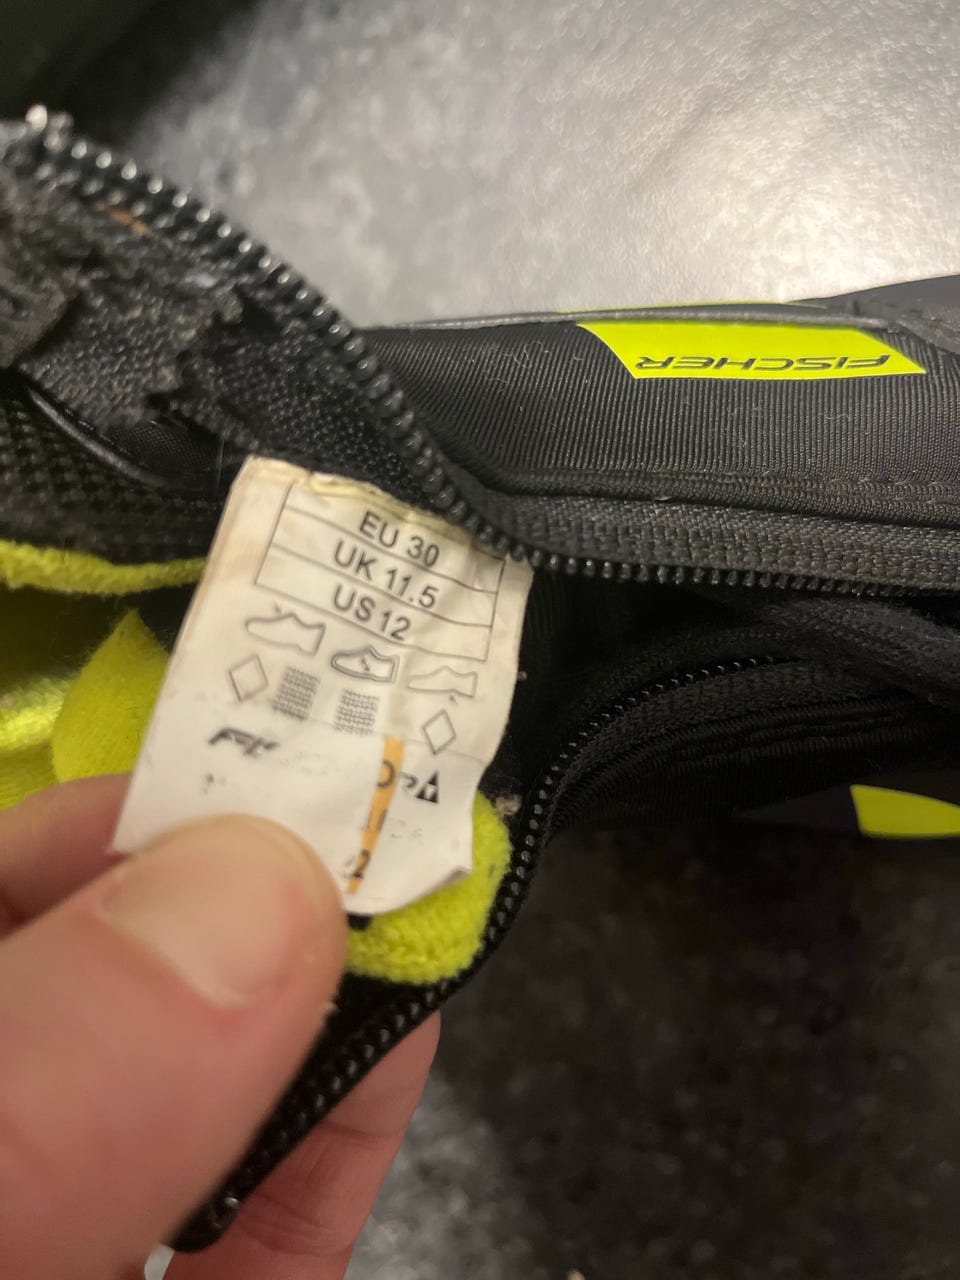 FISCHER
EU 30
UK 11.5
US 12